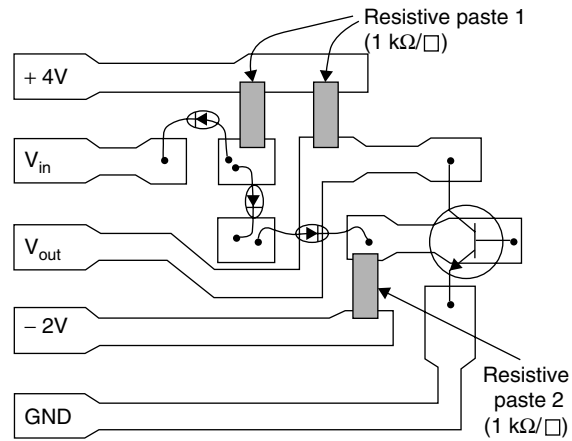 Resistive paste 1
(1 kΩ/□)
+ 4V
V_in
V_out
– 2V
GND
Resistive
paste 2
(1 kΩ/□)